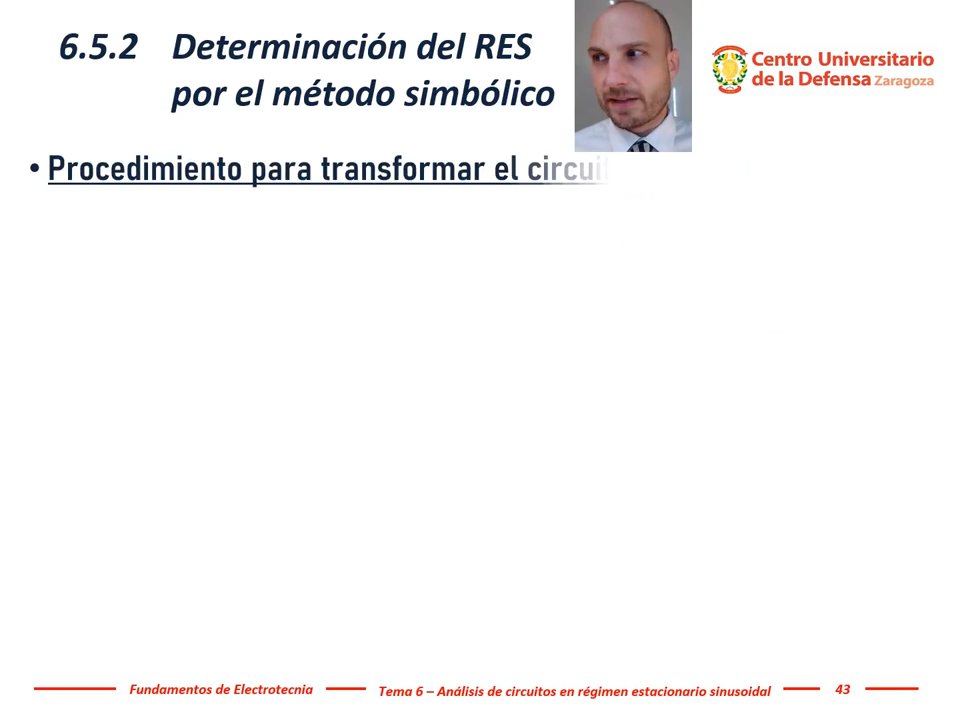 6.5.2 Determinación del RES
por el método simbólico
Centro Universitario
de la Defensa Zaragoza
• Procedimiento para transformar el
Fundamentos de Electrotecnia
Tema 6 – Análisis de circuitos en régimen estacionario sinusoidal
43